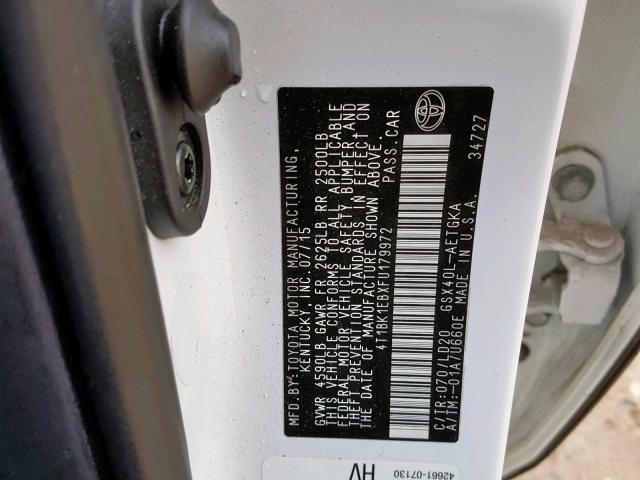 MFD.BY:TOYOTA MOTOR MANUFACTURING,
KENTUCKY, INC. 07/15
GVWR 4590LB GAWR FR 2625LB RR 2500LB
THIS VEHICLE CONFORMS TO ALL APPLICABLE
FEDERAL MOTOR VEHICLE SAFETY, BUMPER AND
THEFT PREVENTION STANDARDS IN EFFECT ON
THE DATE OF MANUFACTURE SHOWN ABOVE.
4T1BK1EBXFU179972 PASS.CAR
C/TR:070/LD20 GSX40L-AETGKA
A/TM:-01A/U660E MADE IN U.S.A.
34727
HV
42661-07130